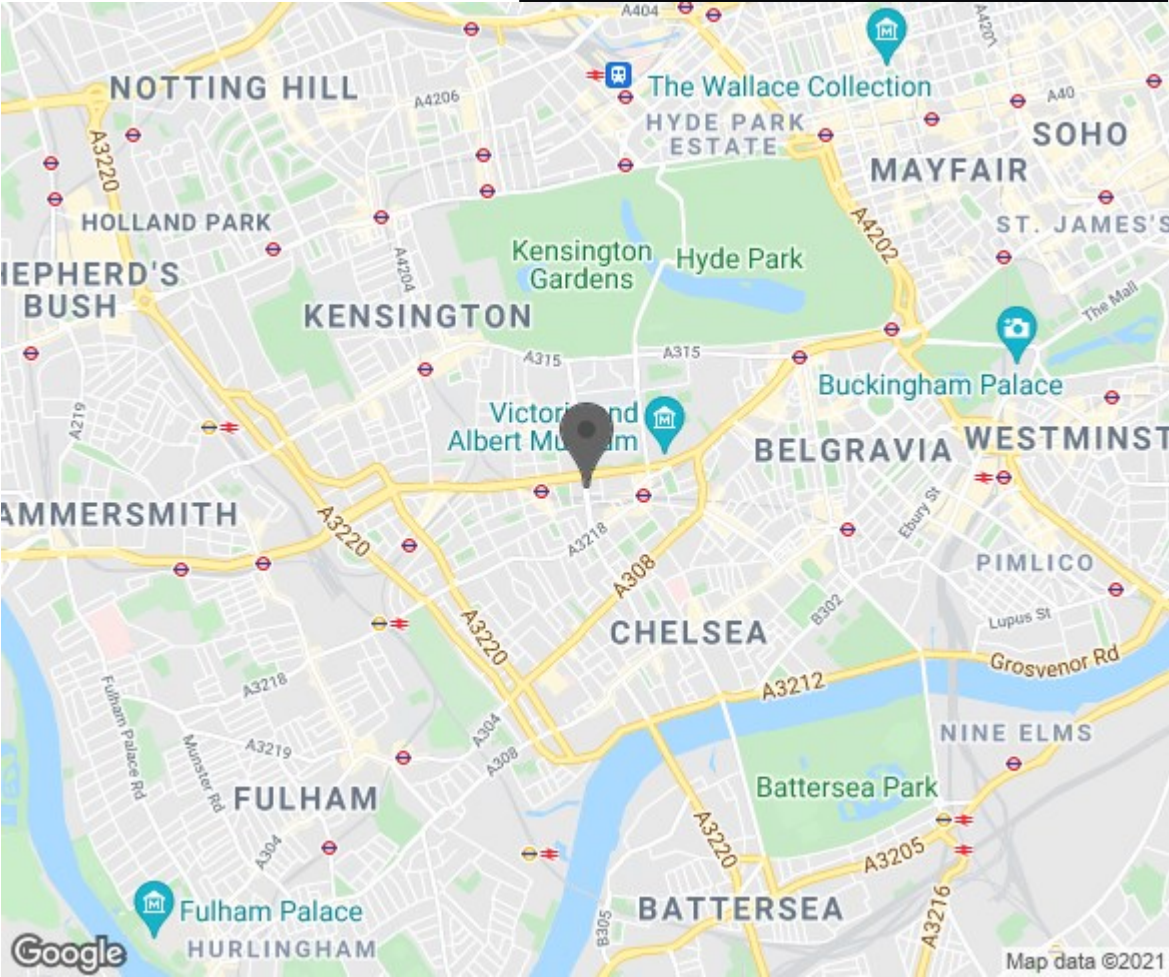 A404
A4201
NOTTING HILL
The Wallace Collection
A4206
A40
HYDE PARK
ESTATE
SOHO
A3220
MAYFAIR
HOLLAND PARK
A4202
ST. JAMES'S
Kensington
Gardens
Hyde Park
A4204
HEPHERD'S
BUSH
The Mall
KENSINGTON
A315
A315
Buckingham Palace
A219
Victori and
Albert Mu um
BELGRAVIA
WESTMINST
AMMERSMITH
Ebury St
A3220
A3218
PIMLICO
A308
B302
Lupus St
A3220
CHELSEA
Grosvenor Rd
A3218
A3212
Fulham Palace Rd
A304
NINE ELMS
Munster Rd
A3219
A308
FULHAM
Battersea Park
A304
A3220
A3205
BATTERSEA
Fulham Palace
B305
A3216
HURLINGHAM
Google
Map data ©2021